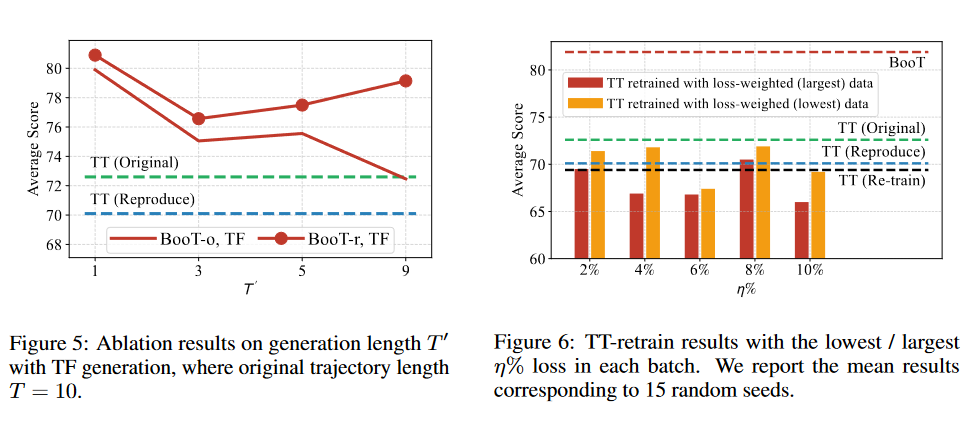 80
78
76
74
72
70
68
Average Score
TT (Original)
TT (Reproduce)
BooT-o, TF
BooT-r, TF
1
3
5
9
T′
Figure 5: Ablation results on generation length T′
with TF generation, where original trajectory length
T = 10.
80
75
70
65
60
Average Score
BooT
TT retrained with loss-weighted (largest) data
TT retrained with loss-weighed (lowest) data
TT (Original)
TT (Reproduce)
TT (Re-train)
2%
4%
6%
8%
10%
η%
Figure 6: TT-retrain results with the lowest / largest
η% loss in each batch. We report the mean results
corresponding to 15 random seeds.